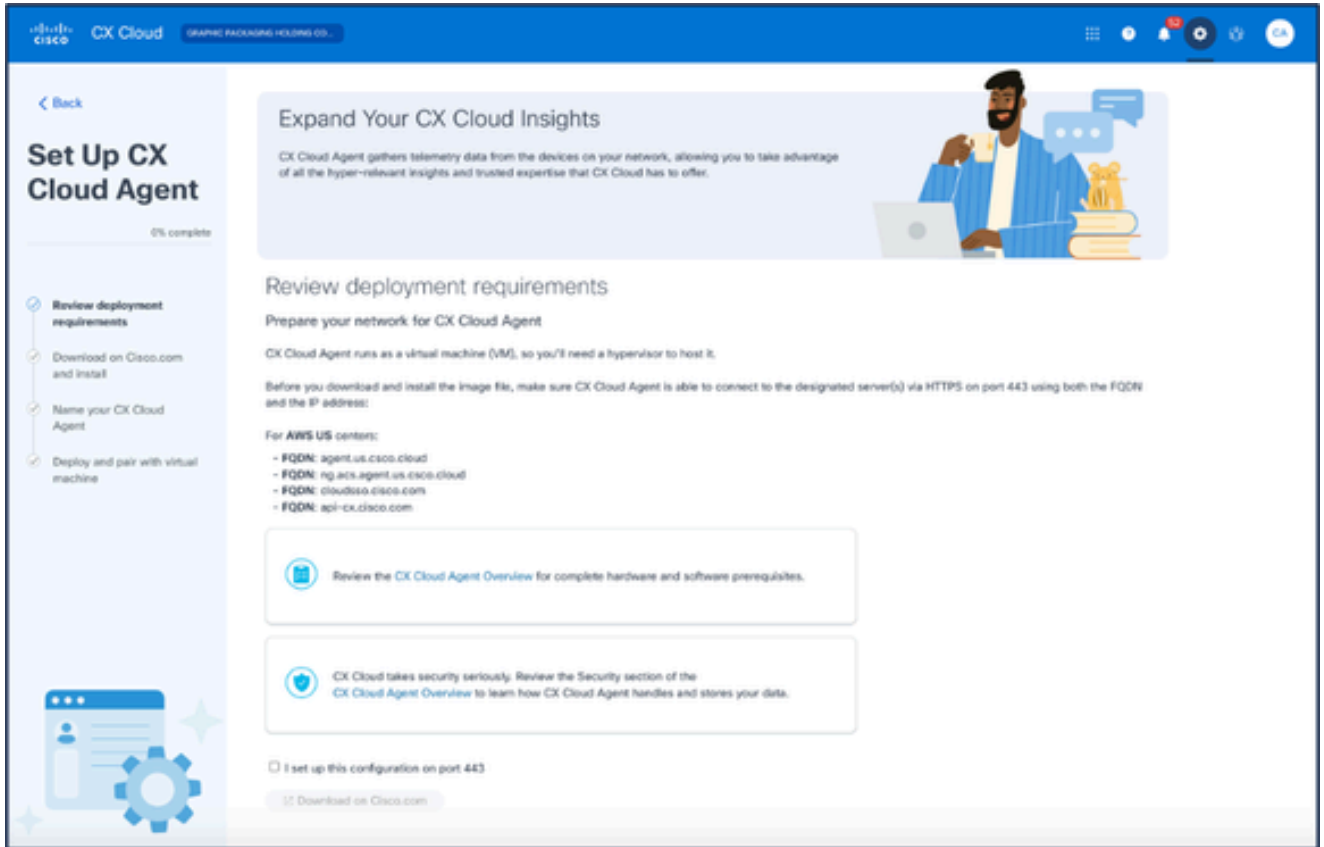 cisco
CX Cloud
GRAPHIC PACKAGING HOLDING CO...
52
CA
Back
Set Up CX
Cloud Agent
0% complete
Review deployment
requirements
Download on Cisco.com
and install
Name your CX Cloud
Agent
Deploy and pair with virtual
machine
Expand Your CX Cloud Insights
CX Cloud Agent gathers telemetry data from the devices on your network, allowing you to take advantage
of all the hyper-relevant insights and trusted expertise that CX Cloud has to offer.
Review deployment requirements
Prepare your network for CX Cloud Agent
CX Cloud Agent runs as a virtual machine (VM), so you'll need a hypervisor to host it.
Before you download and install the image file, make sure CX Cloud Agent is able to connect to the designated server(s) via HTTPS on port 443 using both the FQDN
and the IP address:
For AWS US centers:
- FQDN: agent.us.csco.cloud
- FQDN: ng.acs.agent.us.csco.cloud
- FQDN: cloudsso.cisco.com
- FQDN: api-cx.cisco.com
Review the CX Cloud Agent Overview for complete hardware and software prerequisites.
CX Cloud takes security seriously. Review the Security section of the
CX Cloud Agent Overview to learn how CX Cloud Agent handles and stores your data.
I set up this configuration on port 443
Download on Cisco.com